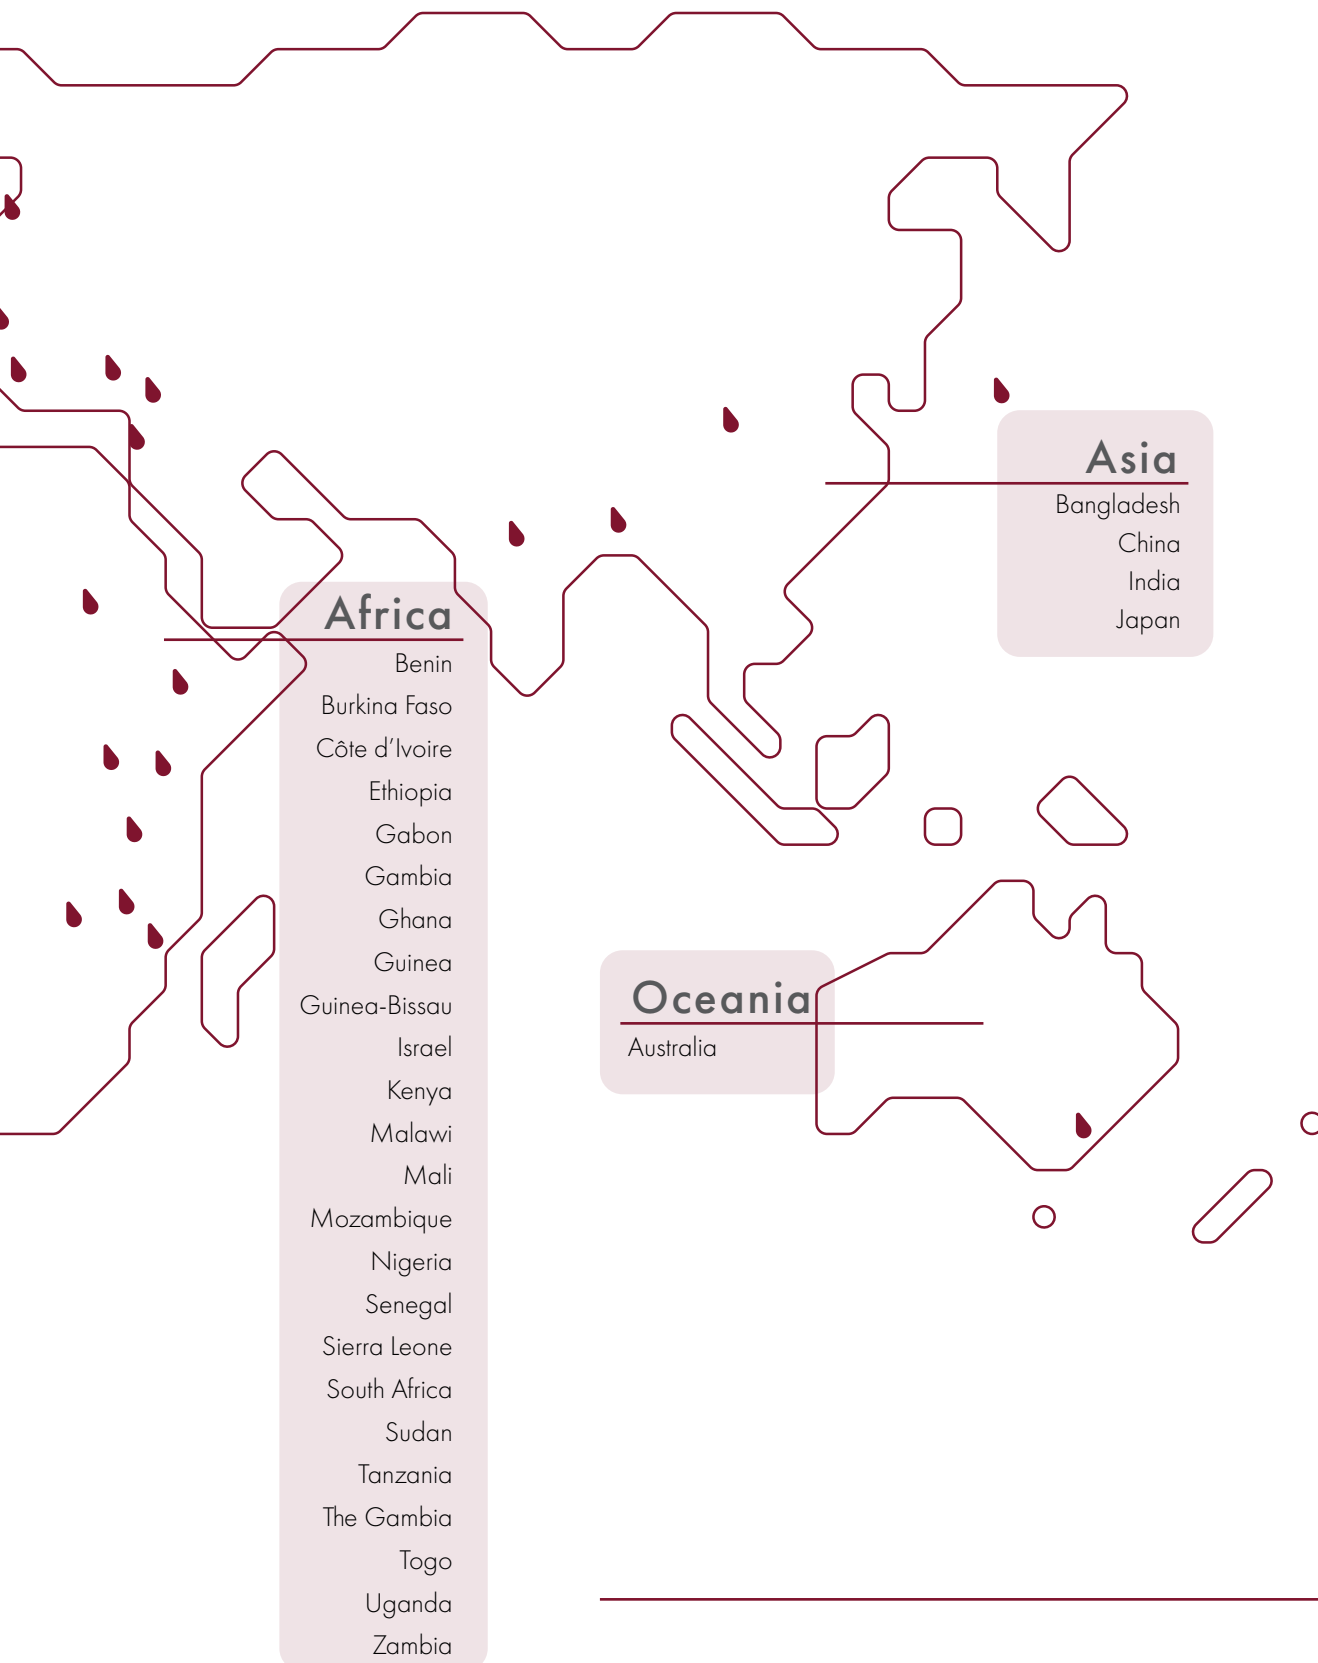 Asia
Bangladesh
China
India
Japan
Africa
Benin
Burkina Faso
Côte d’Ivoire
Ethiopia
Gabon
Gambia
Ghana
Guinea
Guinea-Bissau
Israel
Kenya
Malawi
Mali
Mozambique
Nigeria
Senegal
Sierra Leone
South Africa
Sudan
Tanzania
The Gambia
Togo
Uganda
Zambia
Oceania
Australia